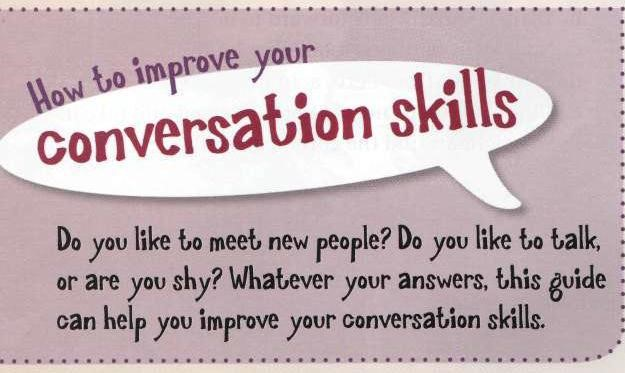 How to improve your
conversation skills
Do you like to meet new people? Do you like to talk,
or are you shy? Whatever your answers, this guide
can help you improve your conversation skills.